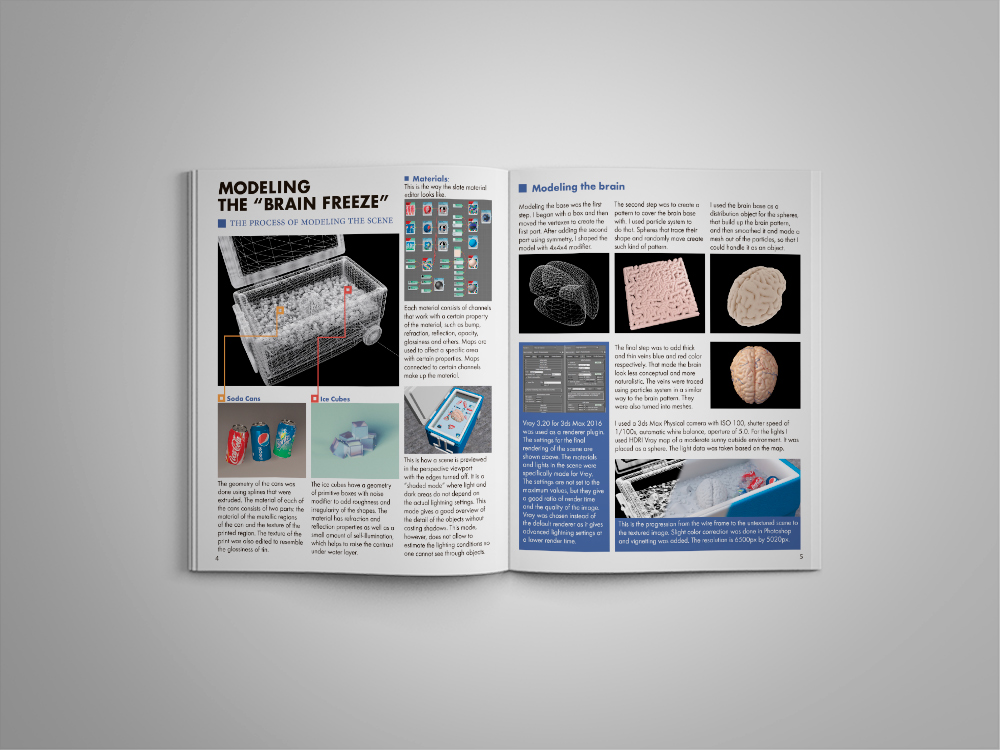 MODELING
THE “BRAIN FREEZE”
THE PROCESS OF MODELING THE SCENE
Soda Cans
The geometry of the cans was
done using splines that were
extruded. The material of each of
the cans consists of two parts: the
material of the metallic regions
of the can and the texture of the
printed region. The texture of the
print was also edited to resemble
the glossiness of tin.
Ice Cubes
The ice cubes have a geometry
of primitive boxes with noise
modifier to add roughness and
irregularity of the shapes. The
material has refraction and
reflection properties as well as a
small amount of self-illumination,
which helps to raise the contrast
under water layer.
4
Materials:
This is the way the slate material
editor looks like.
Each material consists of channels
that work with a certain property
of the material, such as bump,
refraction, reflection, opacity,
glossiness and others. Maps are
used to affect a specific area
with certain properties. Maps
connected to certain channels
make up the material.
This is how a scene is previewed
in the perspective viewport
with the edges turned off. It is a
“shaded mode” where light and
dark areas do not depend on
the actual lightning settings. This
mode gives a good overview of
the detail of the objects without
casting shadows. This mode,
however, does not allow to
estimate the lighting conditions no
one cannot see through objects.
Modeling the brain
Modeling the base was the first
step. I began with a box and then
moved the vertexes to create the
first part. After adding the second
part using symmetry, I shaped the
model with 4x4x4 modifier.
The second step was to create a
pattern to cover the brain base
with. I used particle system to
do that. Spheres that trace their
shape and randomly move create
such kind of pattern.
I used the brain base as a
distribution object for the spheres,
that build up the brain pattern,
and then smoothed it and made a
mesh out of the particles, so that I
could handle it as an object.
The final step was to add thick
and thin veins blue and red color
respectively. That made the brain
look less conceptual and more
naturalistic. The veins were traced
using particles system in a similar
way to the brain pattern. They
were also turned into meshes.
Vray 3.20 for 3ds Max 2016
was used as a renderer plugin.
The settings for the final
rendering of the scene are
shown above. The materials
and lights in the scene were
specifically made for Vray.
The settings are not set to the
maximum values, but they give
a good ratio of render time
and the quality of the image.
Vray was chosen instead of
the default renderer as it gives
advanced lightning settings at
a lower render time.
I used a 3ds Max Physical camera with ISO 100, shutter speed of
1/100s, automatic white balance, aperture of 5.0. For the lights I
used HDRI Vray map of a moderate sunny outside environment. It was
placed as a sphere. The light data was taken based on the map.
This is the progression from the wire frame to the untextured scene to
the textured image. Slight color correction was done in Photoshop
and vignetting was added. The resolution is 6500px by 5020px.
5